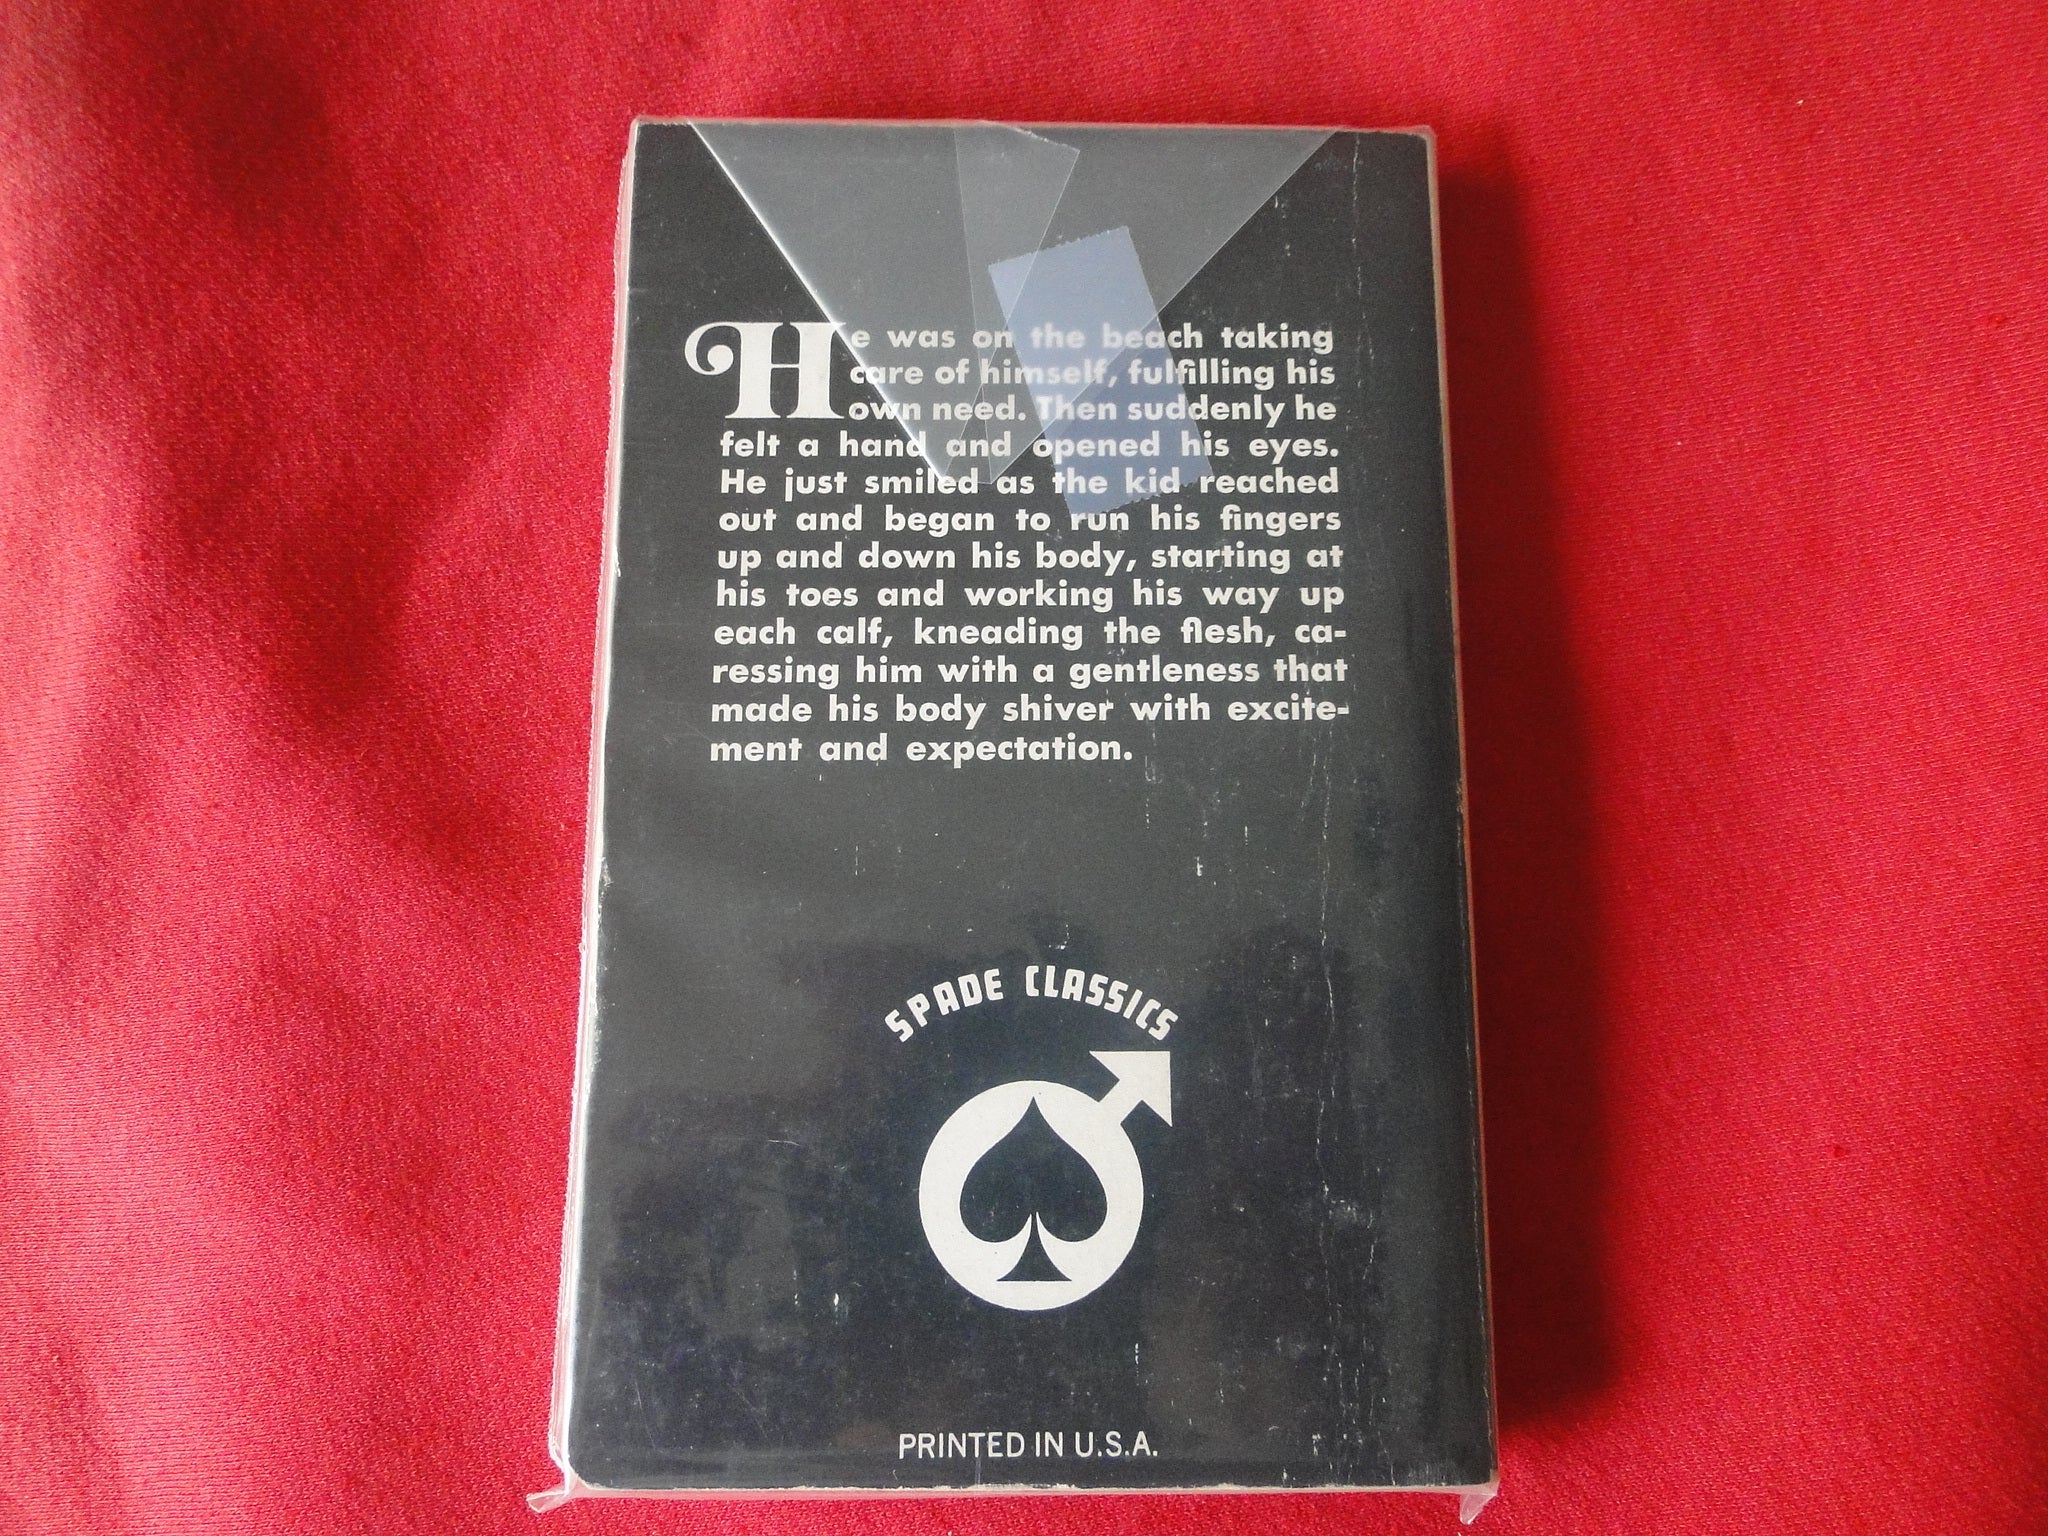 He was on the beach taking
care of himself, fulfilling his
own need. Then suddenly he
felt a hand and opened his eyes.
He just smiled as the kid reached
out and began to run his fingers
up and down his body, starting at
his toes and working his way up
each calf, kneading the flesh, ca-
ressing him with a gentleness that
made his body shiver with excite-
ment and expectation.
SPADE CLASSICS
PRINTED IN U.S.A.